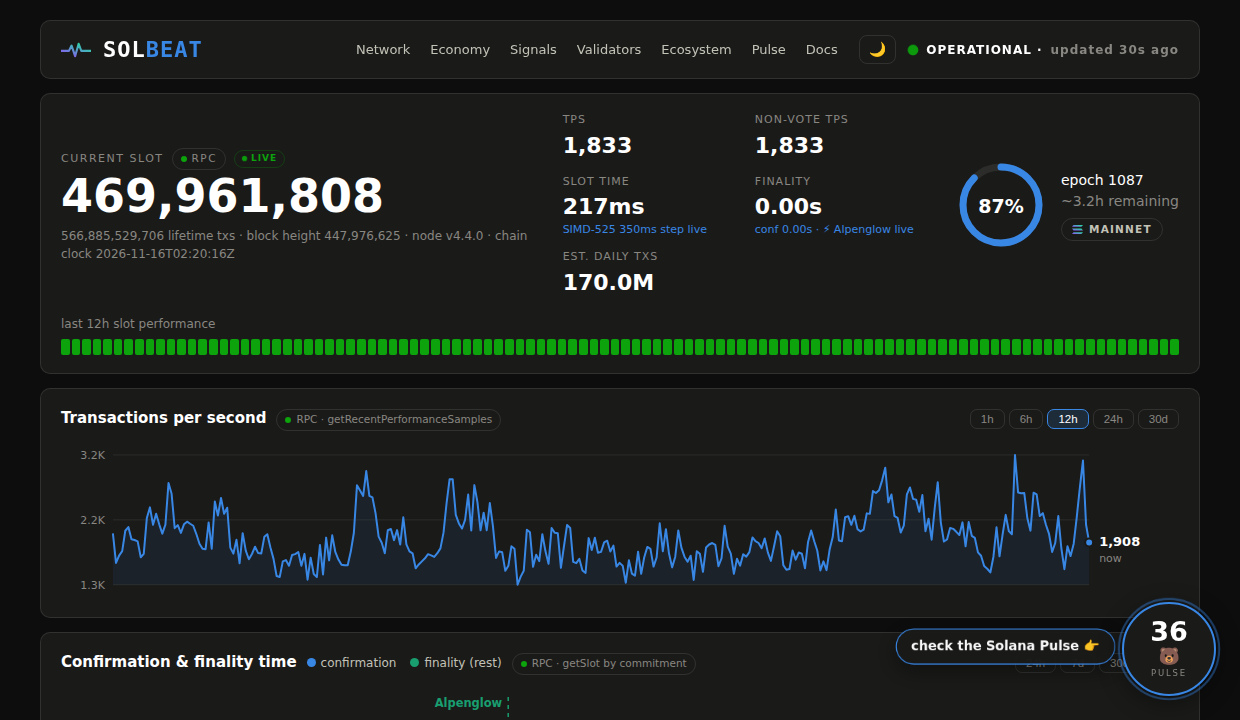 SOLBEAT
Network Economy Signals Validators Ecosystem Pulse Docs
OPERATIONAL · updated 30s ago
CURRENT SLOT RPC LIVE
469,961,808
566,885,529,706 lifetime txs · block height 447,976,625 · node v4.4.0 · chain
clock 2026-11-16T02:20:16Z
TPS
1,833
NON-VOTE TPS
1,833
SLOT TIME
217ms
SIMD-525 350ms step live
FINALITY
0.00s
conf 0.00s · ⚡ Alpenglow live
EST. DAILY TXS
170.0M
87%
epoch 1087
~3.2h remaining
MAINNET
last 12h slot performance
Transactions per second RPC · getRecentPerformanceSamples
1h 6h 12h 24h 30d
3.2K
2.2K
1.3K
1,908
now
Confirmation & finality time confirmation finality (rest) RPC · getSlot by commitment
Alpenglow
check the Solana Pulse 👉
36
PULSE